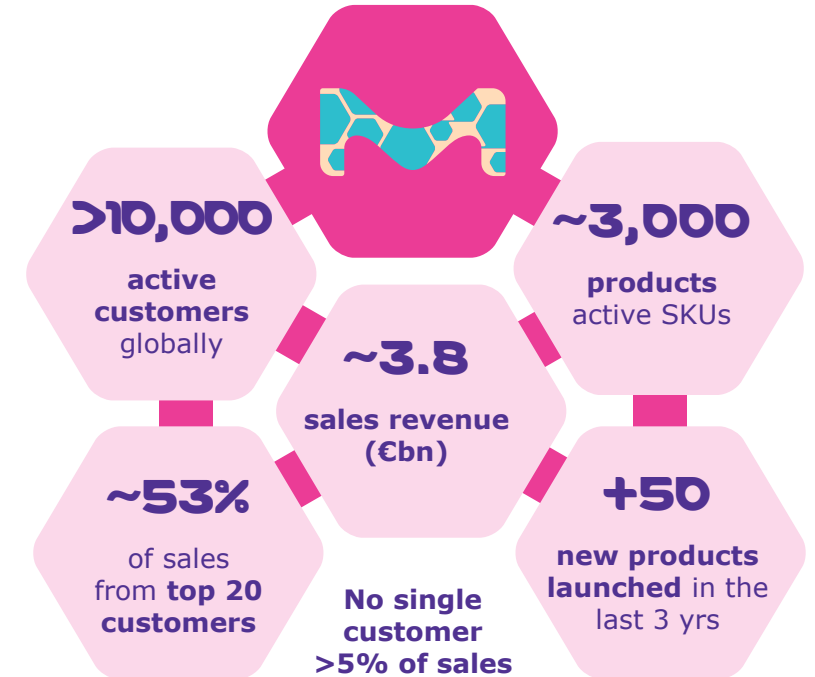 >10,000
active
customers
globally
~3,000
products
active SKUs
~3.8
sales revenue
(€bn)
~53%
of sales
from top 20
customers
No single
customer
>5% of sales
+50
new products
launched in the
last 3 yrs